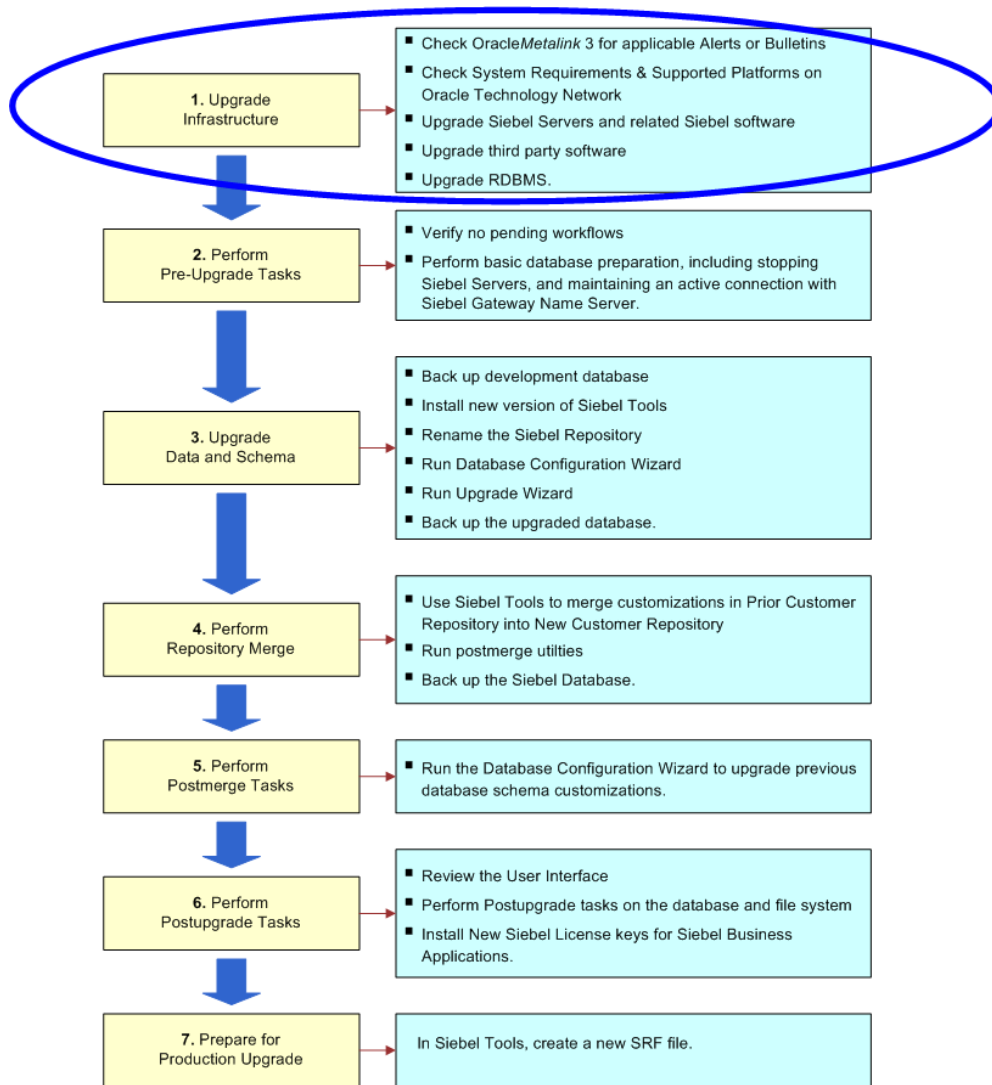 1. Upgrade
Infrastructure
▪ Check OracleMetalink 3 for applicable Alerts or Bulletins
▪ Check System Requirements & Supported Platforms on
Oracle Technology Network
▪ Upgrade Siebel Servers and related Siebel software
▪ Upgrade third party software
▪ Upgrade RDBMS.
2. Perform
Pre-Upgrade Tasks
▪ Verify no pending workflows
▪ Perform basic database preparation, including stopping
Siebel Servers, and maintaining an active connection with
Siebel Gateway Name Server.
3. Upgrade
Data and Schema
▪ Back up development database
▪ Install new version of Siebel Tools
▪ Rename the Siebel Repository
▪ Run Database Configuration Wizard
▪ Run Upgrade Wizard
▪ Back up the upgraded database.
4. Perform
Repository Merge
▪ Use Siebel Tools to merge customizations in Prior Customer
Repository into New Customer Repository
▪ Run postmerge utilties
▪ Back up the Siebel Database.
5. Perform
Postmerge Tasks
▪ Run the Database Configuration Wizard to upgrade previous
database schema customizations.
6. Perform
Postupgrade Tasks
▪ Review the User Interface
▪ Perform Postupgrade tasks on the database and file system
▪ Install New Siebel License keys for Siebel Business
Applications.
7. Prepare for
Production Upgrade
In Siebel Tools, create a new SRF file.